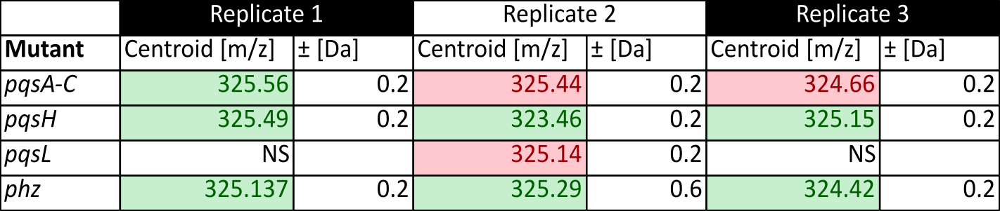 Replicate 1 Replicate 2 Replicate 3
Mutant Centroid [m/z] ± [Da] Centroid [m/z] ± [Da] Centroid [m/z] ± [Da]
pqsA-C 325.56 0.2 325.44 0.2 324.66 0.2
pqsH 325.49 0.2 323.46 0.2 325.15 0.2
pqsL NS 325.14 0.2 NS
phz 325.137 0.2 325.29 0.6 324.42 0.2